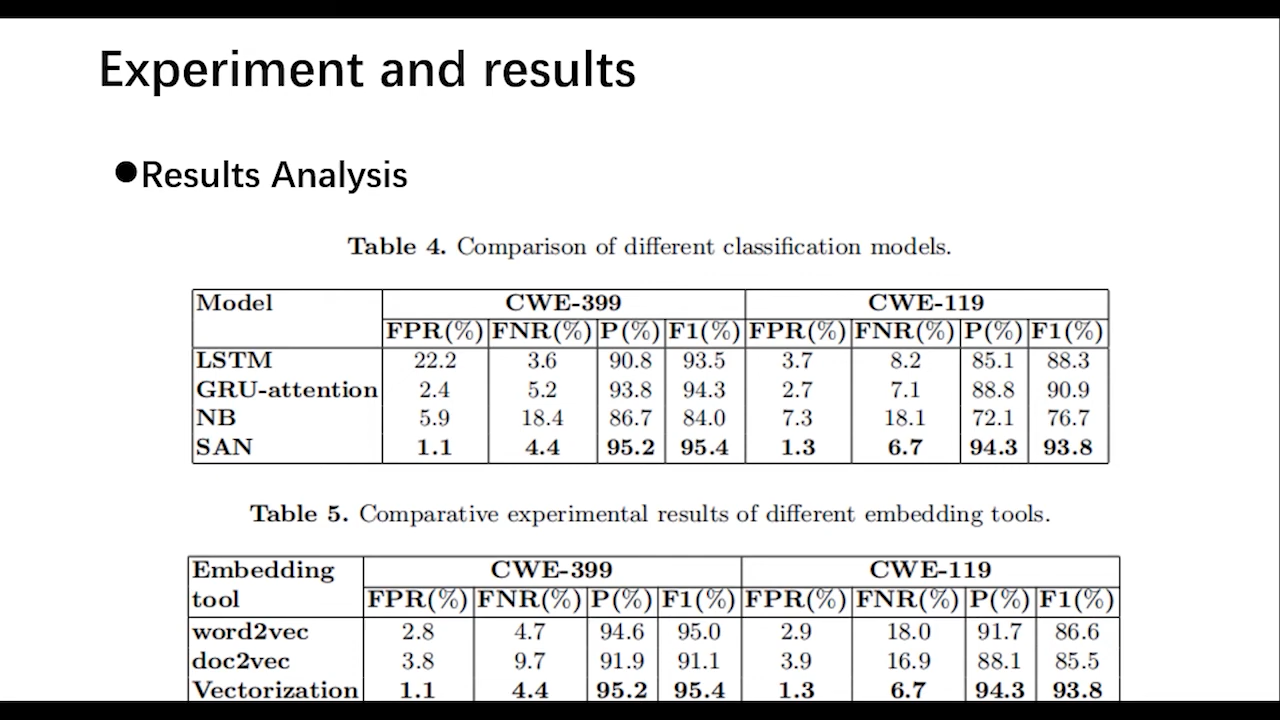 Experiment and results
●Results Analysis
Table 4. Comparison of different classification models.
Model CWE-399 CWE-119
FPR(%) FNR(%) P(%) F1(%) FPR(%) FNR(%) P(%) F1(%)
LSTM 22.2 3.6 90.8 93.5 3.7 8.2 85.1 88.3
GRU-attention 2.4 5.2 93.8 94.3 2.7 7.1 88.8 90.9
NB 5.9 18.4 86.7 84.0 7.3 18.1 72.1 76.7
SAN 1.1 4.4 95.2 95.4 1.3 6.7 94.3 93.8
Table 5. Comparative experimental results of different embedding tools.
Embedding CWE-399 CWE-119
tool FPR(%) FNR(%) P(%) F1(%) FPR(%) FNR(%) P(%) F1(%)
word2vec 2.8 4.7 94.6 95.0 2.9 18.0 91.7 86.6
doc2vec 3.8 9.7 91.9 91.1 3.9 16.9 88.1 85.5
Vectorization 1.1 4.4 95.2 95.4 1.3 6.7 94.3 93.8